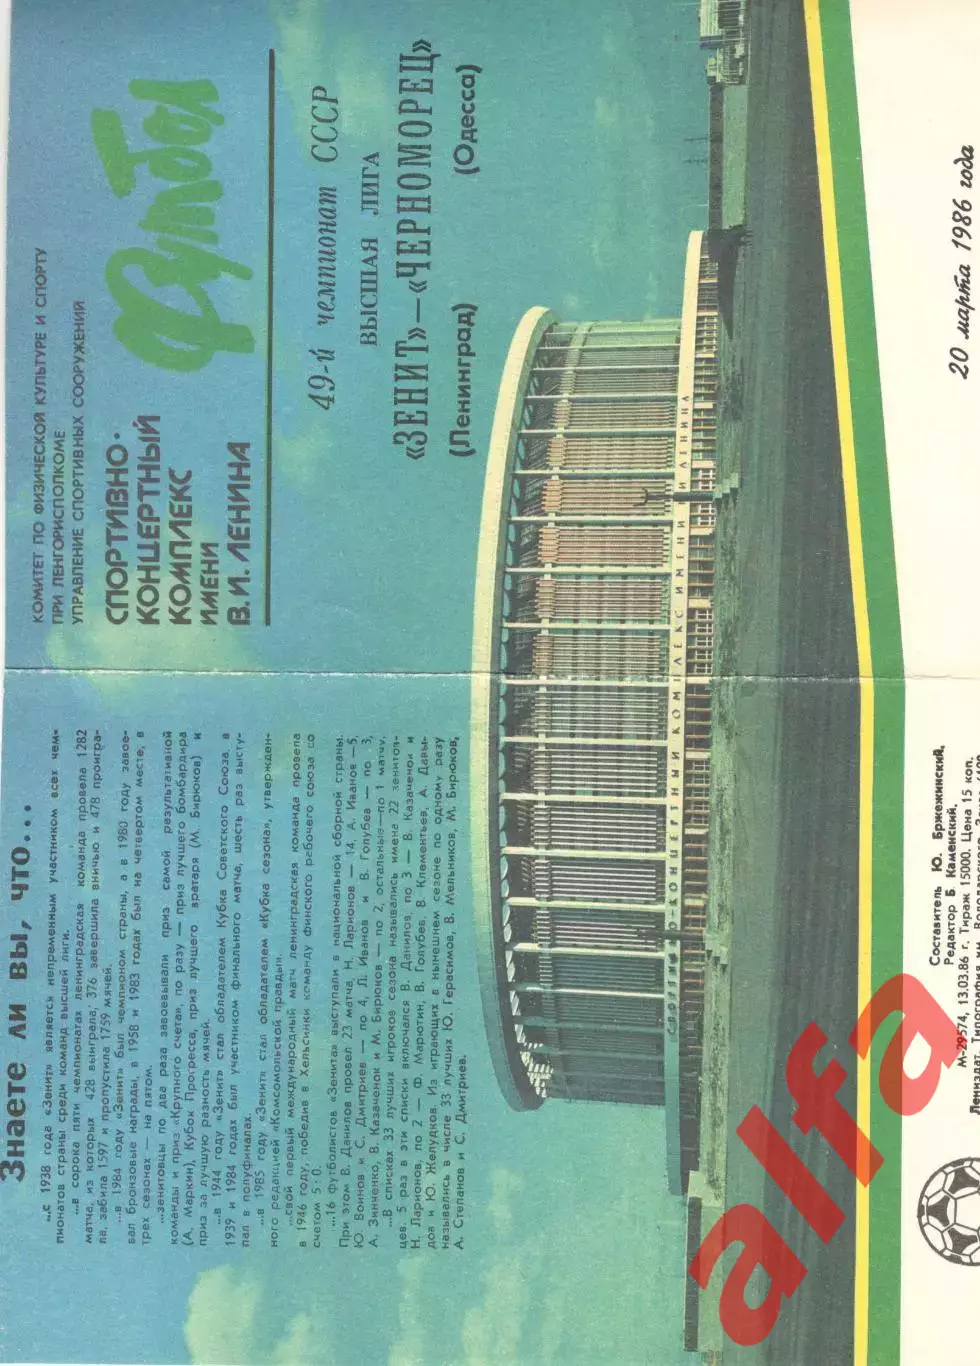 КОМИТЕТ ПО ФИЗИЧЕСКОЙ КУЛЬТУРЕ И СПОРТУ
ПРИ ЛЕНГОРИСПОЛКОМЕ
УПРАВЛЕНИЕ СПОРТИВНЫХ СООРУЖЕНИЙ
СПОРТИВНО-
КОНЦЕРТНЫЙ
КОМПЛЕКС
ИМЕНИ
В. И. ЛЕНИНА
Футбол
49-й чемпионат СССР
ВЫСШАЯ ЛИГА
«ЗЕНИТ»—«ЧЕРНОМОРЕЦ»
(Ленинград) (Одесса)
СПОРТИВНО-КОНЦЕРТНЫЙ КОМПЛЕКС ИМЕНИ В.И.ЛЕНИНА
20 марта 1986 года
Знаете ли вы, что...
...с 1938 года «Зенит» является непременным участником всех чем-
пионатов страны среди команд высшей лиги.
...в сорока пяти чемпионатах ленинградская команда провела 1282
матча, из которых 428 выиграла, 376 завершила вничью и 478 проигра-
ла, забила 1597 и пропустила 1759 мячей.
...в 1984 году «Зенит» был чемпионом страны, а в 1980 году завое-
вал бронзовые награды, в 1958 и 1983 годах был на четвертом месте, в
трех сезонах — на пятом.
...зенитовцы по два раза завоевывали приз самой результативной
команды и приз «Крупного счета», по разу — приз лучшего бомбардира
(А. Маркин), Кубок Прогресса, приз лучшего вратаря (М. Бирюков) и
приз за лучшую разность мячей.
...в 1944 году «Зенит» стал обладателем Кубка Советского Союза, в
1939 и 1984 годах был участником финального матча, шесть раз высту-
пал в полуфиналах.
...в 1985 году «Зенит» стал обладателем «Кубка сезона», утвержден-
ного редакцией «Комсомольской правды».
...свой первый международный матч ленинградская команда провела
в 1946 году, победив в Хельсинки команду финского рабочего союза со
счетом 5 : 0.
...16 футболистов «Зенита» выступали в национальной сборной страны.
При этом В. Данилов провел 23 матча, Н. Ларионов — 14, А. Иванов —5,
Ю. Воинов и С. Дмитриев — по 4, Л. Иванов и В. Голубев — по 3,
А. Зинченко, В. Казаченок и М. Бирюков — по 2, остальные—по 1 матчу.
...В списках 33 лучших игроков сезона назывались имена 22 зенитов-
цев. 5 раз в эти списки включался В. Данилов, по 3 — В. Казаченок и
Н. Ларионов, по 2 — Ф. Марютин, В. Голубев, В. Клементьев, А. Давы-
дов и Ю. Желудков. Из играющих в нынешнем сезоне по одному разу
назывались в числе 33 лучших Ю. Герасимов, В. Мельников, М. Бирюков,
А. Степанов и С. Дмитриев.
Составитель Ю. Бржежинский,
Редактор Б. Каменский,
М-29574, 13.03.86 г. Тираж 15000. Цена 15 коп.
Лениздат. Типография им. Володарского.
alfa